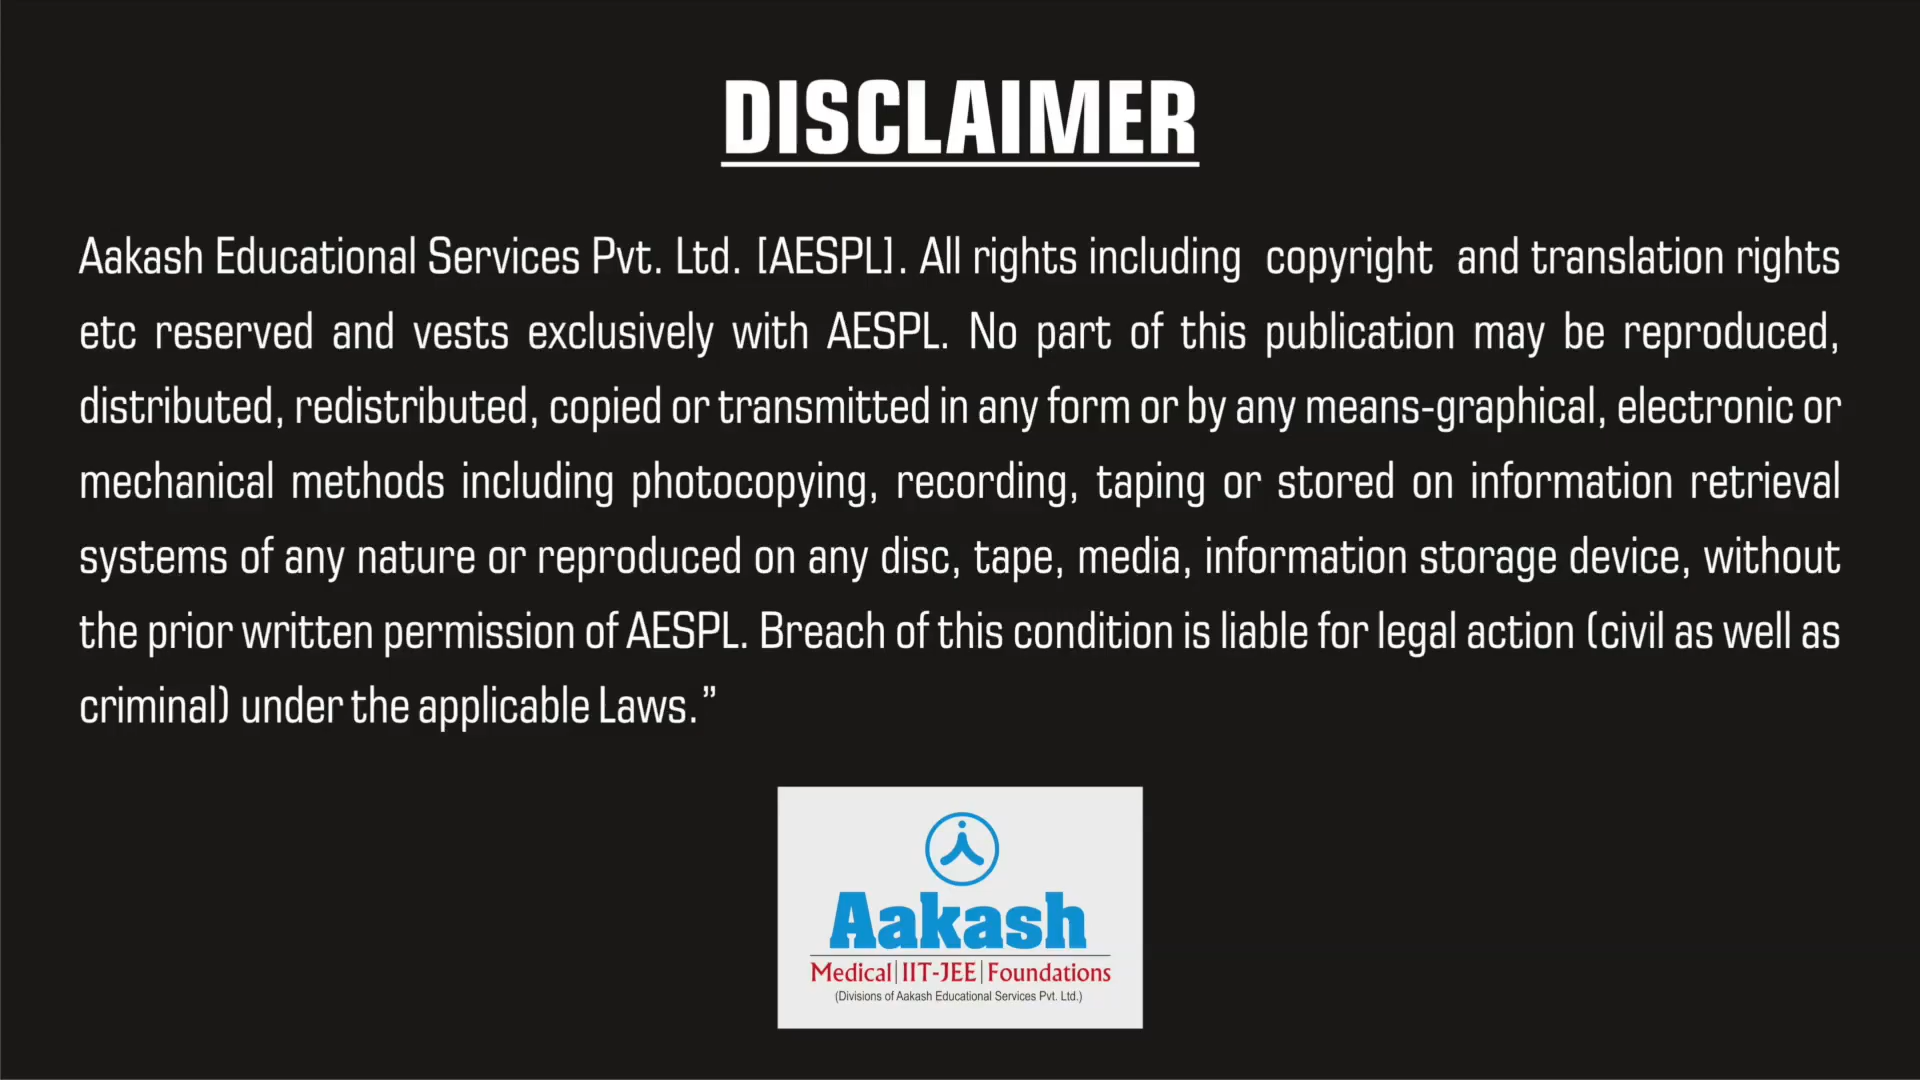 DISCLAIMER
Aakash Educational Services Pvt. Ltd. [AESPL]. All rights including copyright and translation rights
etc reserved and vests exclusively with AESPL. No part of this publication may be reproduced,
distributed, redistributed, copied or transmitted in any form or by any means-graphical, electronic or
mechanical methods including photocopying, recording, taping or stored on information retrieval
systems of any nature or reproduced on any disc, tape, media, information storage device, without
the prior written permission of AESPL. Breach of this condition is liable for legal action (civil as well as
criminal) under the applicable Laws.”
Aakash
Medical|IIT-JEE|Foundations
(Divisions of Aakash Educational Services Pvt. Ltd.)